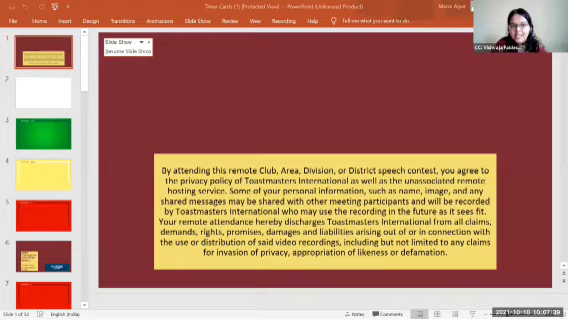 Timer Cards (1) [Protected View] - PowerPoint (Unlicensed Product)
File Home Insert Design Transitions Animations Slide Show Review View Recording Help Tell me what you want to do
Slide Show
Resume Slide Show
1
2
3
4
5
6
7
By attending this remote Club, Area, Division, or District speech contest, you agree to
the privacy policy of Toastmasters International as well as the unassociated remote
hosting service. Some of your personal information, such as name, image, and any
shared messages may be shared with other meeting participants and will be recorded
by Toastmasters International who may use the recording in the future as it sees fit.
Your remote attendance hereby discharges Toastmasters International from all claims,
demands, rights, promises, damages and liabilities arising out of or in connection with
the use or distribution of said video recordings, including but not limited to any claims
for invasion of privacy, appropriation of likeness or defamation.
Slide 1 of 32 English (India) Notes Comments
2021-10-10 10:07:39